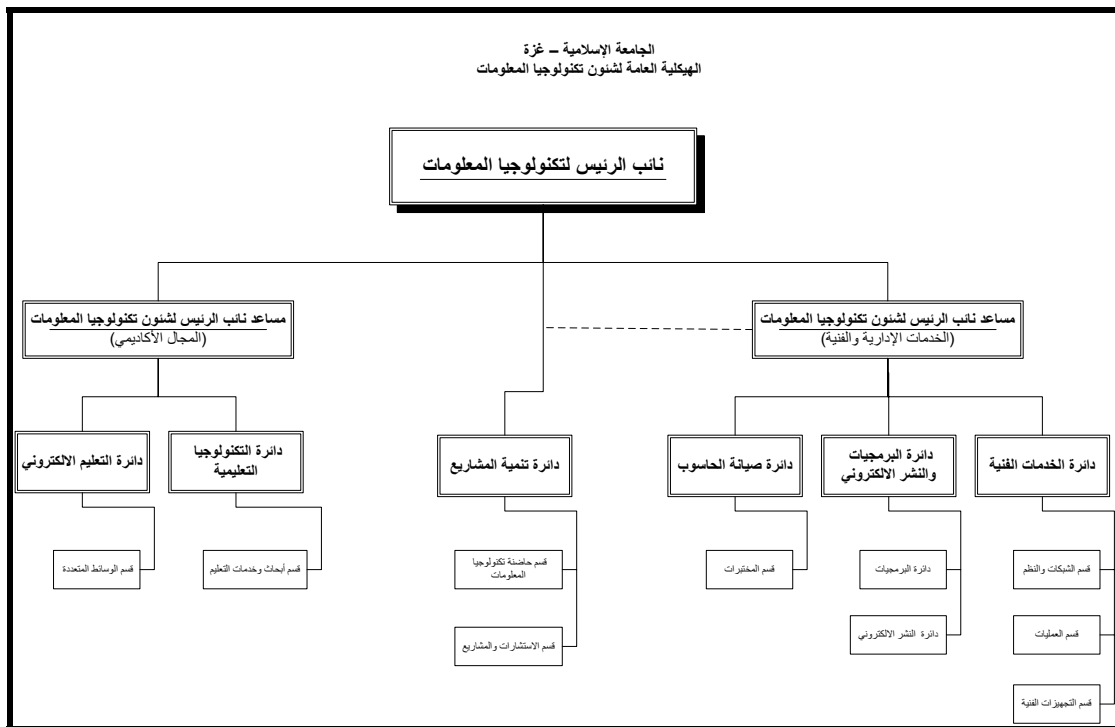 الجامعة الإسلامية – غزة
الهيكلية العامة لشئون تكنولوجيا المعلومات
نائب الرئيس لتكنولوجيا المعلومات
مساعد نائب الرئيس لشئون تكنولوجيا المعلومات
(الخدمات الإدارية والفنية)
مساعد نائب الرئيس لشئون تكنولوجيا المعلومات
(المجال الأكاديمي)
دائرة الخدمات الفنية
دائرة البرمجيات
والنشر الالكتروني
دائرة صيانة الحاسوب
دائرة تنمية المشاريع
دائرة التكنولوجيا
التعليمية
دائرة التعليم الالكتروني
قسم الشبكات والنظم
دائرة البرمجيات
قسم المختبرات
قسم حاضنة تكنولوجيا
المعلومات
قسم أبحاث وخدمات التعليم
قسم الوسائط المتعددة
قسم العمليات
دائرة النشر الالكتروني
قسم الاستشارات والمشاريع
قسم التجهيزات الفنية